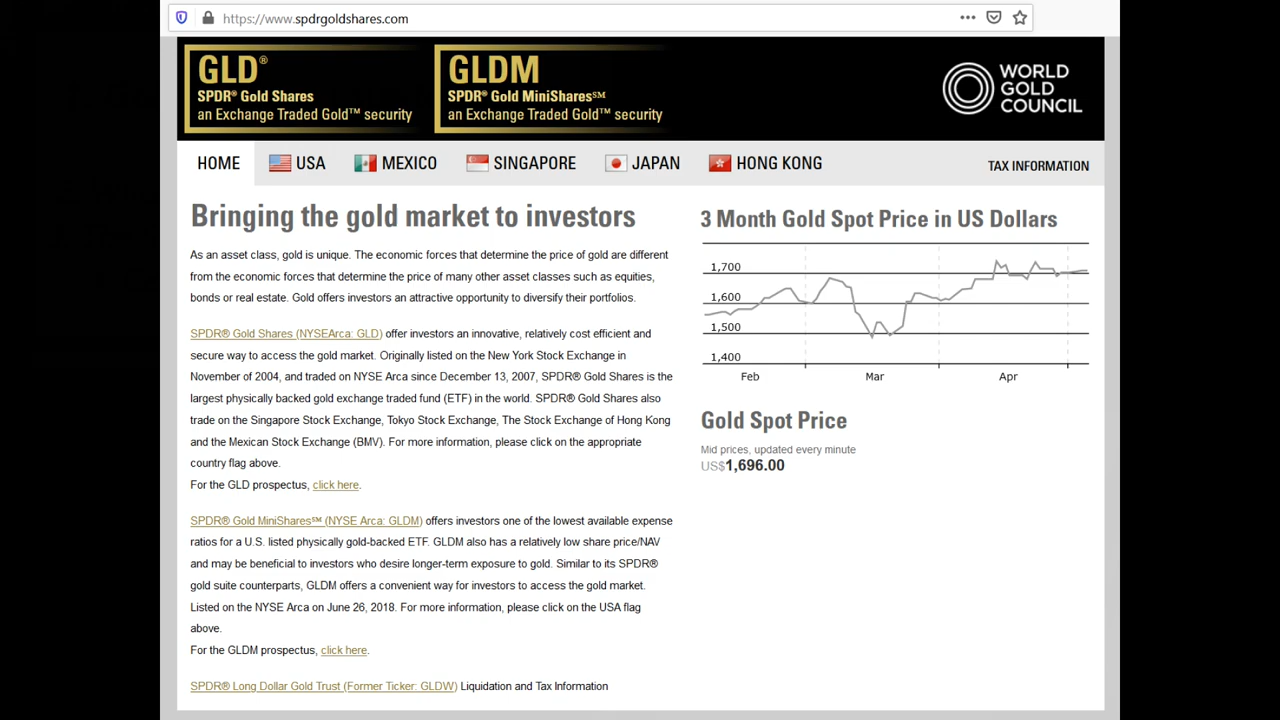 https://www.spdrgoldshares.com
GLD®
SPDR® Gold Shares
an Exchange Traded Gold™ security
GLDM
SPDR® Gold MiniShares℠
an Exchange Traded Gold™ security
WORLD
GOLD
COUNCIL
HOME USA MEXICO SINGAPORE JAPAN HONG KONG TAX INFORMATION
Bringing the gold market to investors
As an asset class, gold is unique. The economic forces that determine the price of gold are different
from the economic forces that determine the price of many other asset classes such as equities,
bonds or real estate. Gold offers investors an attractive opportunity to diversify their portfolios.
SPDR® Gold Shares (NYSEArca: GLD) offer investors an innovative, relatively cost efficient and
secure way to access the gold market. Originally listed on the New York Stock Exchange in
November of 2004, and traded on NYSE Arca since December 13, 2007, SPDR® Gold Shares is the
largest physically backed gold exchange traded fund (ETF) in the world. SPDR® Gold Shares also
trade on the Singapore Stock Exchange, Tokyo Stock Exchange, The Stock Exchange of Hong Kong
and the Mexican Stock Exchange (BMV). For more information, please click on the appropriate
country flag above.
For the GLD prospectus, click here.
SPDR® Gold MiniShares℠ (NYSE Arca: GLDM) offers investors one of the lowest available expense
ratios for a U.S. listed physically gold-backed ETF. GLDM also has a relatively low share price/NAV
and may be beneficial to investors who desire longer-term exposure to gold. Similar to its SPDR®
gold suite counterparts, GLDM offers a convenient way for investors to access the gold market.
Listed on the NYSE Arca on June 26, 2018. For more information, please click on the USA flag
above.
For the GLDM prospectus, click here.
SPDR® Long Dollar Gold Trust (Former Ticker: GLDW) Liquidation and Tax Information
3 Month Gold Spot Price in US Dollars
1,700
1,600
1,500
1,400
Feb Mar Apr
Gold Spot Price
Mid prices, updated every minute
US$1,696.00